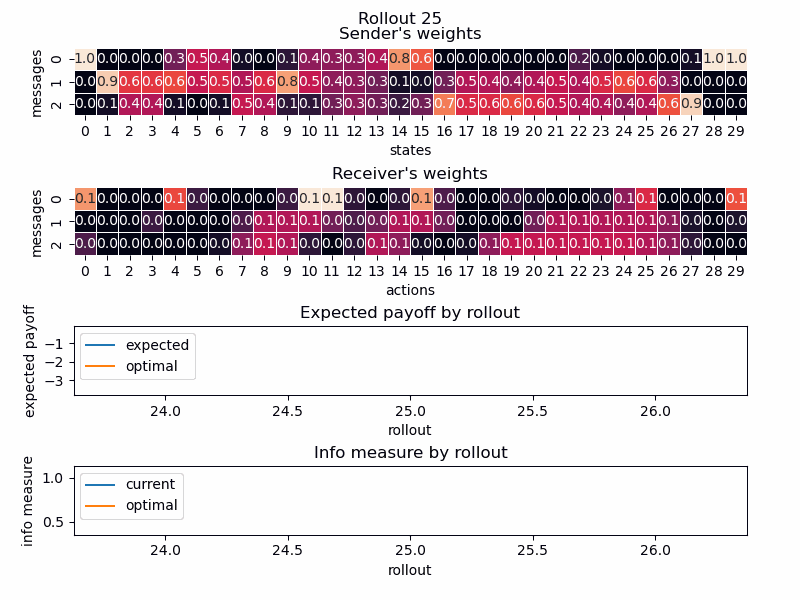 Rollout 25
Sender's weights
messages
0 1.0 0.0 0.0 0.0 0.3 0.5 0.4 0.0 0.0 0.1 0.4 0.3 0.3 0.4 0.8 0.6 0.0 0.0 0.0 0.0 0.0 0.0 0.2 0.0 0.0 0.0 0.0 0.1 1.0 1.0
1 0.0 0.9 0.6 0.6 0.6 0.5 0.5 0.5 0.6 0.8 0.5 0.4 0.3 0.3 0.1 0.0 0.3 0.5 0.4 0.4 0.4 0.5 0.4 0.5 0.6 0.6 0.3 0.0 0.0 0.0
2 0.0 0.1 0.4 0.4 0.1 0.0 0.1 0.5 0.4 0.1 0.1 0.3 0.3 0.3 0.2 0.3 0.7 0.5 0.6 0.6 0.6 0.5 0.4 0.4 0.4 0.4 0.6 0.9 0.0 0.0
0 1 2 3 4 5 6 7 8 9 10 11 12 13 14 15 16 17 18 19 20 21 22 23 24 25 26 27 28 29
states
Receiver's weights
messages
0 0.1 0.0 0.0 0.0 0.1 0.0 0.0 0.0 0.0 0.0 0.1 0.1 0.0 0.0 0.0 0.1 0.0 0.0 0.0 0.0 0.0 0.0 0.0 0.0 0.1 0.1 0.0 0.0 0.0 0.1
1 0.0 0.0 0.0 0.0 0.0 0.0 0.0 0.0 0.1 0.1 0.1 0.0 0.0 0.0 0.1 0.1 0.0 0.0 0.0 0.0 0.0 0.1 0.1 0.1 0.1 0.1 0.1 0.0 0.0 0.0
2 0.0 0.0 0.0 0.0 0.0 0.0 0.0 0.1 0.1 0.1 0.0 0.0 0.0 0.1 0.1 0.0 0.0 0.0 0.1 0.1 0.1 0.1 0.1 0.1 0.1 0.1 0.1 0.0 0.0 0.0
0 1 2 3 4 5 6 7 8 9 10 11 12 13 14 15 16 17 18 19 20 21 22 23 24 25 26 27 28 29
actions
Expected payoff by rollout
expected payoff
−1
−2
−3
expected
optimal
24.0 24.5 25.0 25.5 26.0
rollout
Info measure by rollout
info measure
1.0
0.5
current
optimal
24.0 24.5 25.0 25.5 26.0
rollout